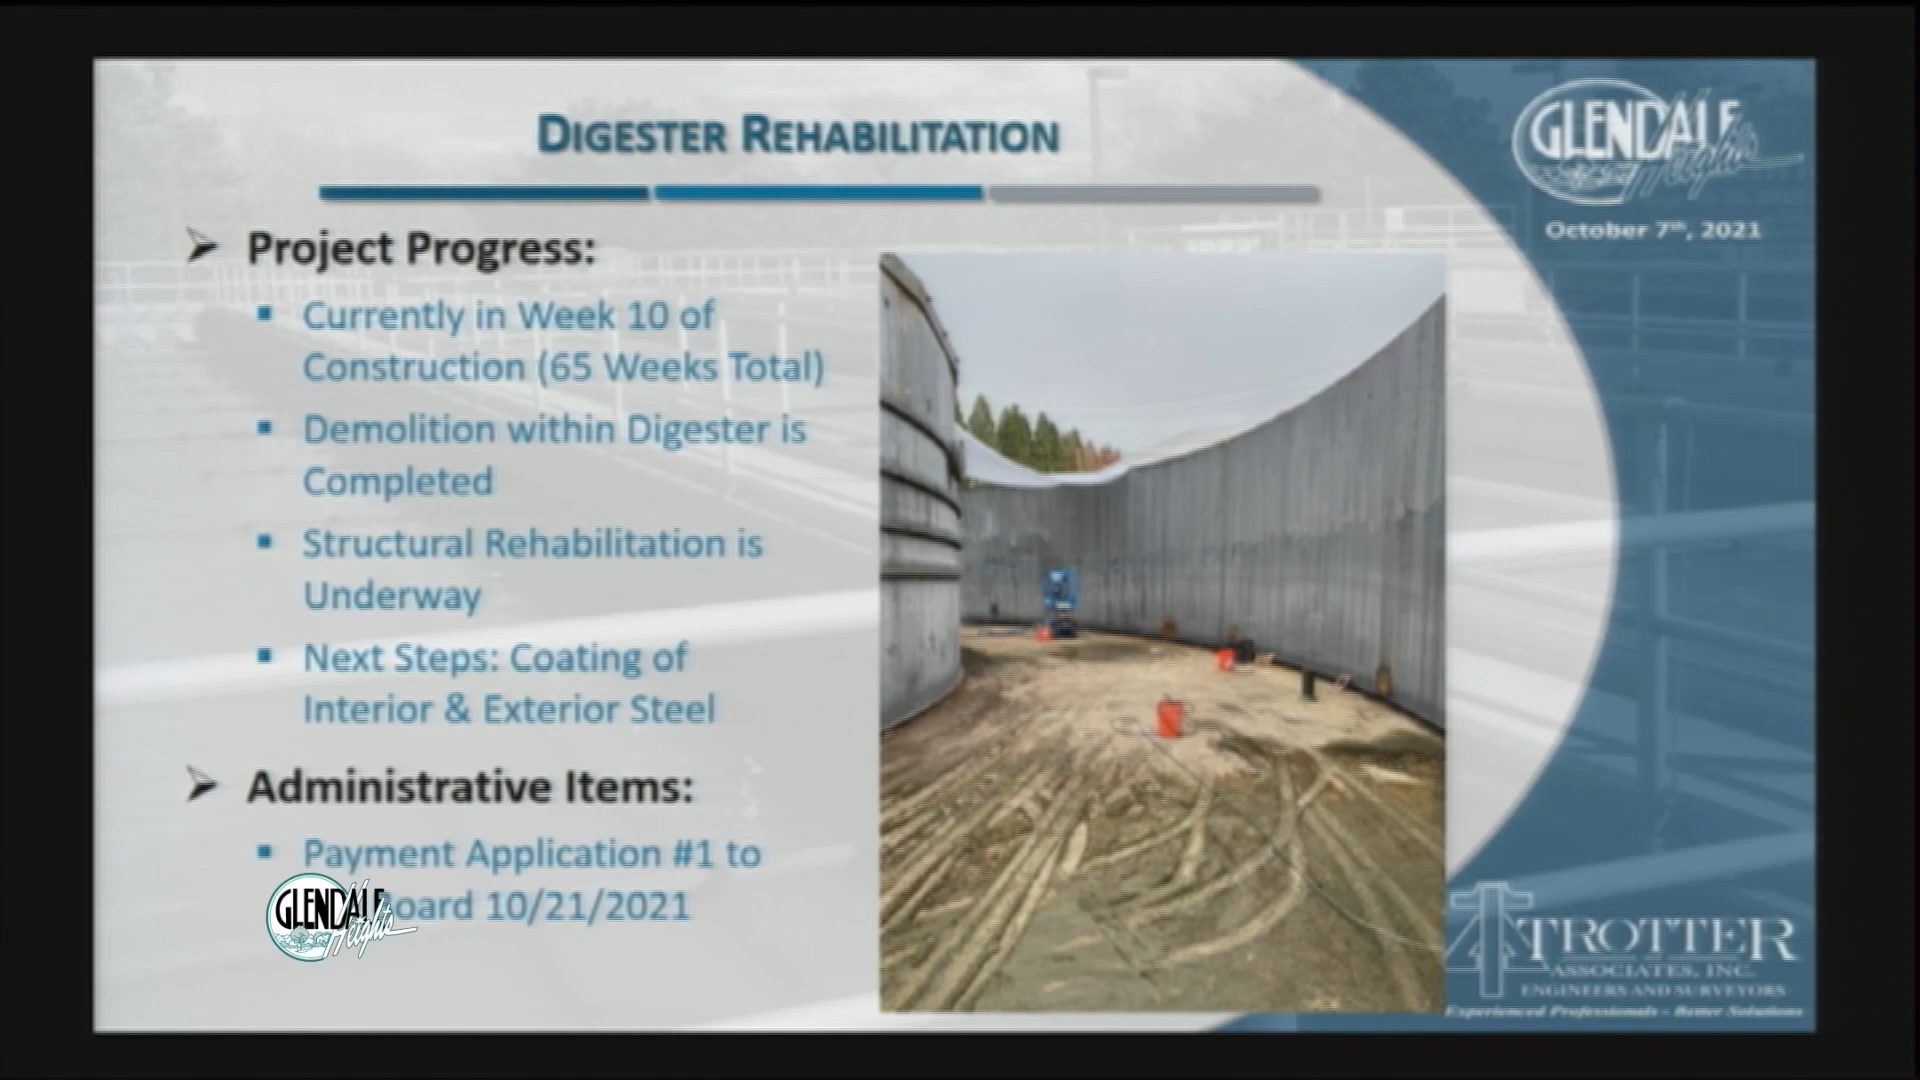 DIGESTER REHABILITATION
GLENDALE
Heights
October 7th, 2021
Project Progress:
Currently in Week 10 of
Construction (65 Weeks Total)
Demolition within Digester is
Completed
Structural Rehabilitation is
Underway
Next Steps: Coating of
Interior & Exterior Steel
Administrative Items:
Payment Application #1 to
10/21/2021
GLENDALE
Heights
TROTTER
ASSOCIATES, INC.
ENGINEERS AND SURVEYORS
Experienced Professionals - Better Solutions